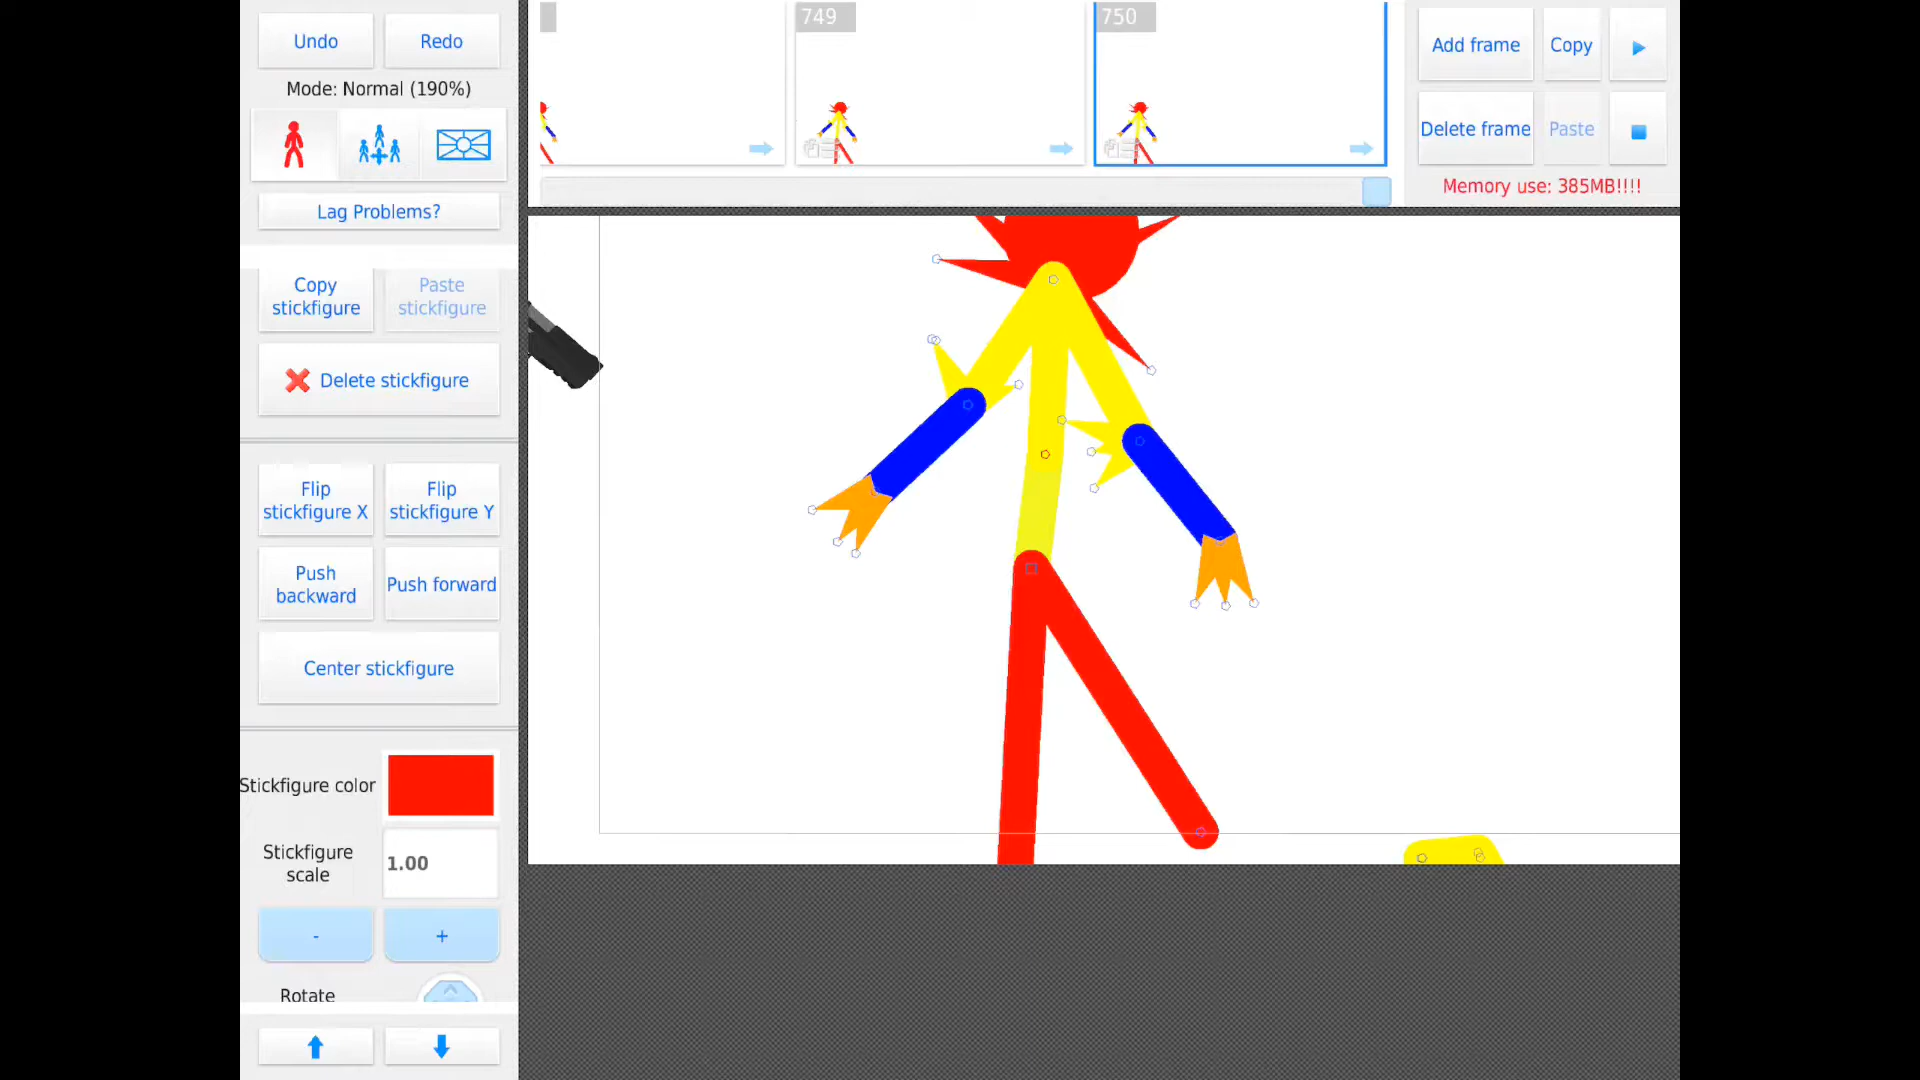 Undo
Redo
Mode: Normal (190%)
Lag Problems?
Copy
stickfigure
Paste
stickfigure
Delete stickfigure
Flip
stickfigure X
Flip
stickfigure Y
Push
backward
Push forward
Center stickfigure
Stickfigure color
Stickfigure
scale
1.00
-
+
Rotate
749
750
Add frame
Copy
Delete frame
Paste
Memory use: 385MB!!!!